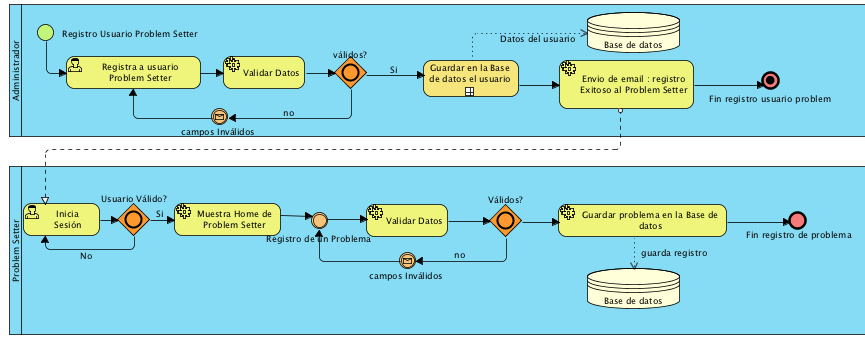 Administrador
Registro Usuario Problem Setter
Registra a usuario
Problem Setter
Validar Datos
válidos?
Si
no
campos Inválidos
Guardar en la Base
de datos el usuario
Datos del usuario
Base de datos
Envio de email : registro
Exitoso al Problem Setter
Fin registro usuario problem
Problem Setter
Inicia
Sesión
Usuario Válido?
Si
No
Muestra Home de
Problem Setter
Registro de un Problema
Validar Datos
Válidos?
no
campos Inválidos
Guardar problema en la Base de
datos
guarda registro
Base de datos
Fin registro de problema